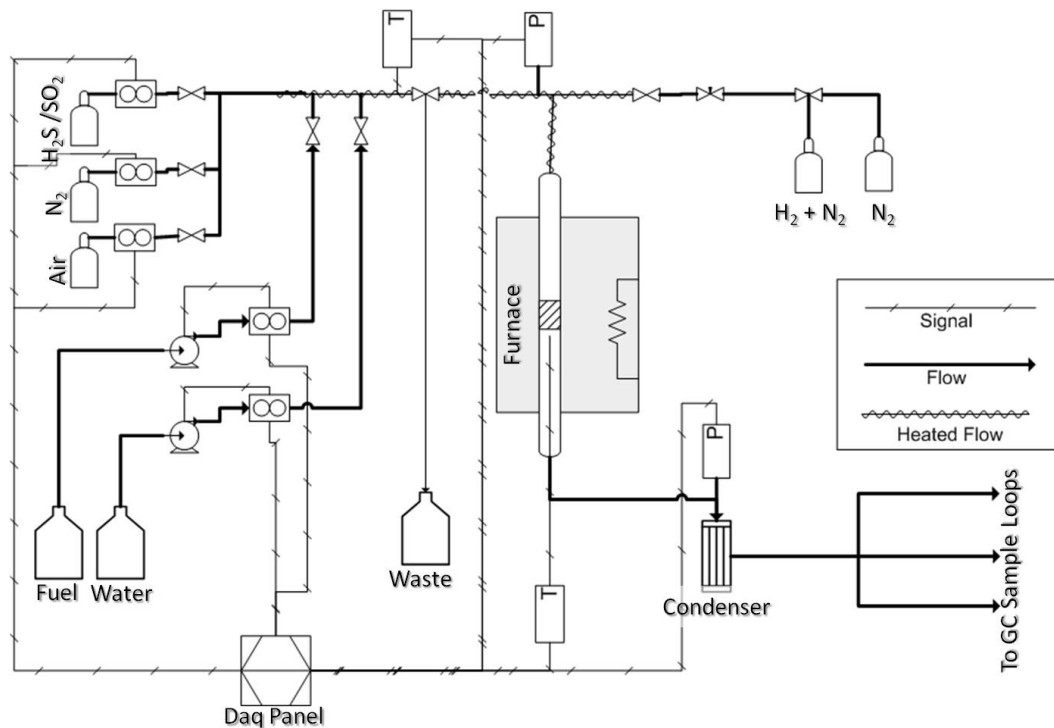 T
P
H₂S /SO₂
N₂
Air
H₂ + N₂
N₂
Furnace
Signal
Flow
Heated Flow
P
Fuel
Water
Waste
T
Condenser
To GC Sample Loops
Daq Panel